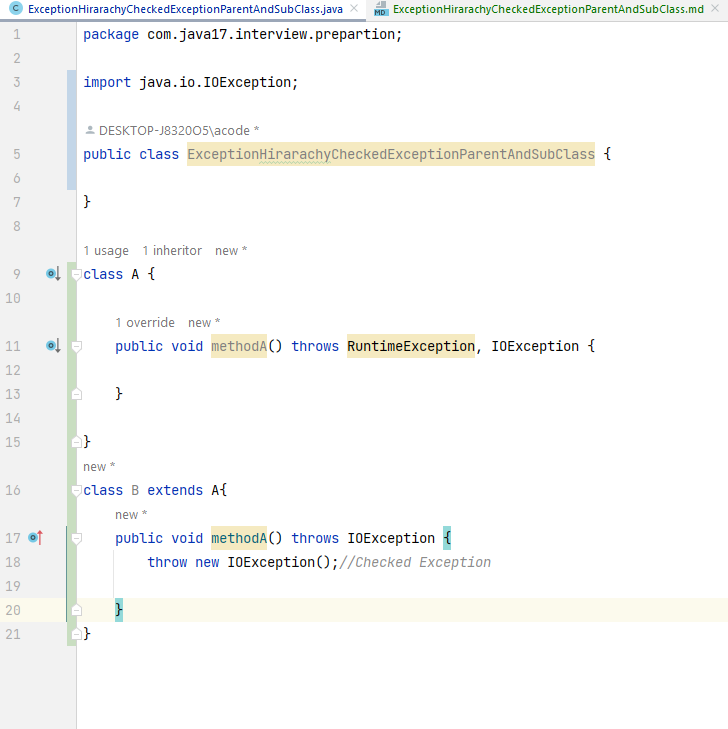 ExceptionHirarachyCheckedExceptionParentAndSubClass.java ExceptionHirarachyCheckedExceptionParentAndSubClass.md
1 package com.java17.interview.prepartion;
2
3 import java.io.IOException;
4
DESKTOP-J8320O5\acode *
5 public class ExceptionHirarachyCheckedExceptionParentAndSubClass {
6
7 }
8
1 usage 1 inheritor new *
9 class A {
10
1 override new *
11 public void methodA() throws RuntimeException, IOException {
12
13 }
14
15 }
new *
16 class B extends A{
new *
17 public void methodA() throws IOException {
18 throw new IOException();//Checked Exception
19
20 }
21 }